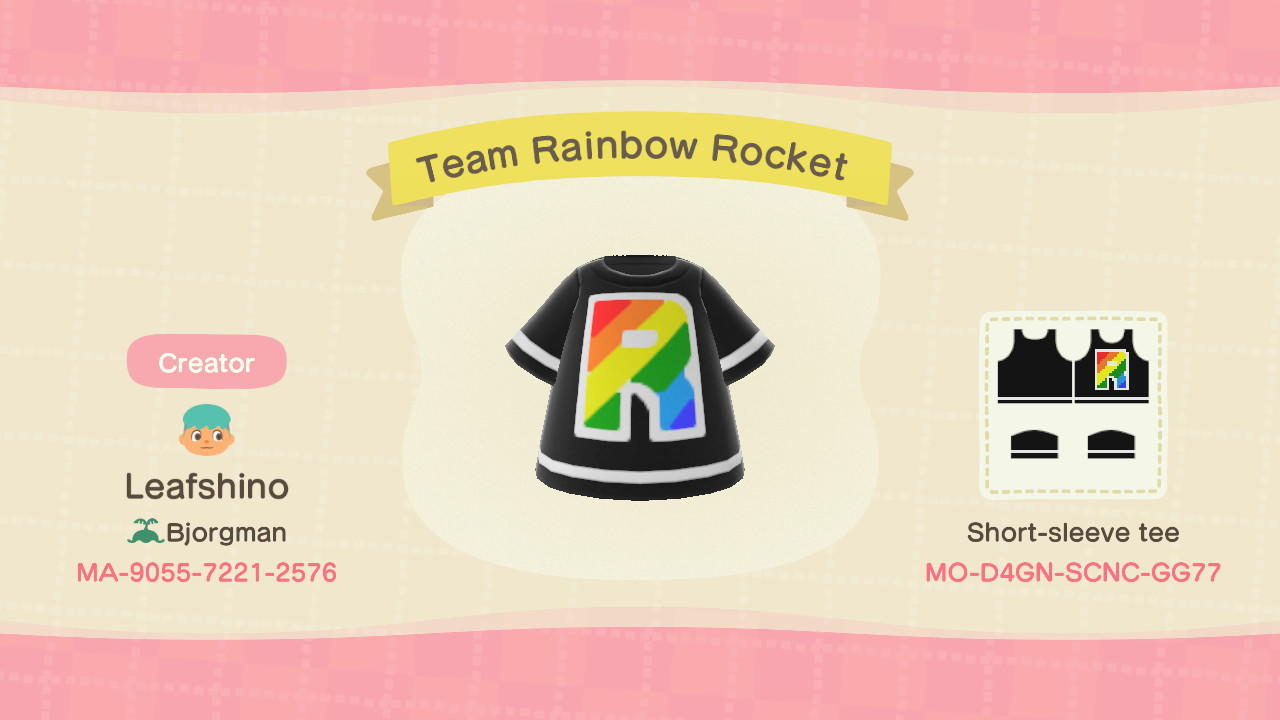 Team Rainbow Rocket
R
Creator
Leafshino
Bjorgman
MA-9055-7221-2576
R
Short-sleeve tee
MO-D4GN-SCNC-GG77